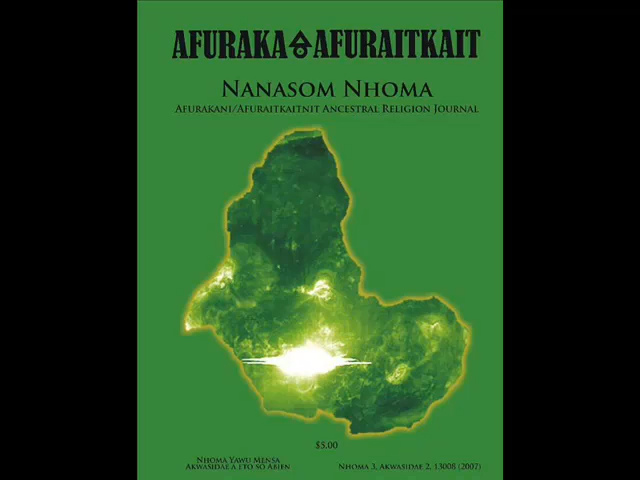 AFURAKA AFURAITKAIT
NANASOM NHOMA
AFURAKANI/AFURAITKAITNIT ANCESTRAL RELIGION JOURNAL
$5.00
NHOMA YAWU MENSA
AKWASIDAE A ETO SO ABIEN
NHOMA 3, AKWASIDAE 2, 13008 (2007)